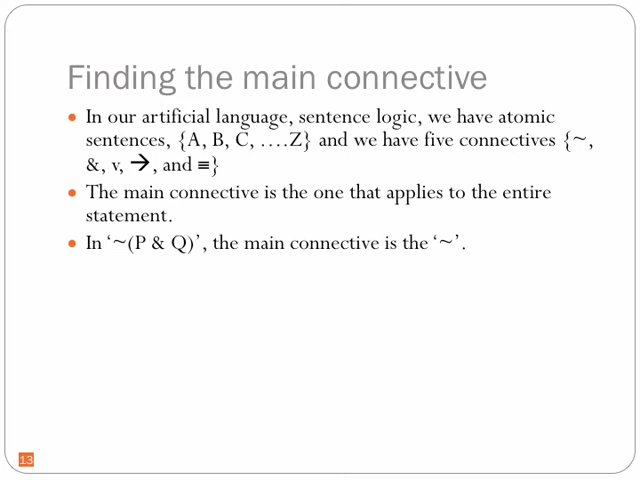 Finding the main connective
• In our artificial language, sentence logic, we have atomic
sentences, {A, B, C, ….Z} and we have five connectives {~,
&, v, →, and ≡}
• The main connective is the one that applies to the entire
statement.
• In ‘~(P & Q)’, the main connective is the ‘~’.
13